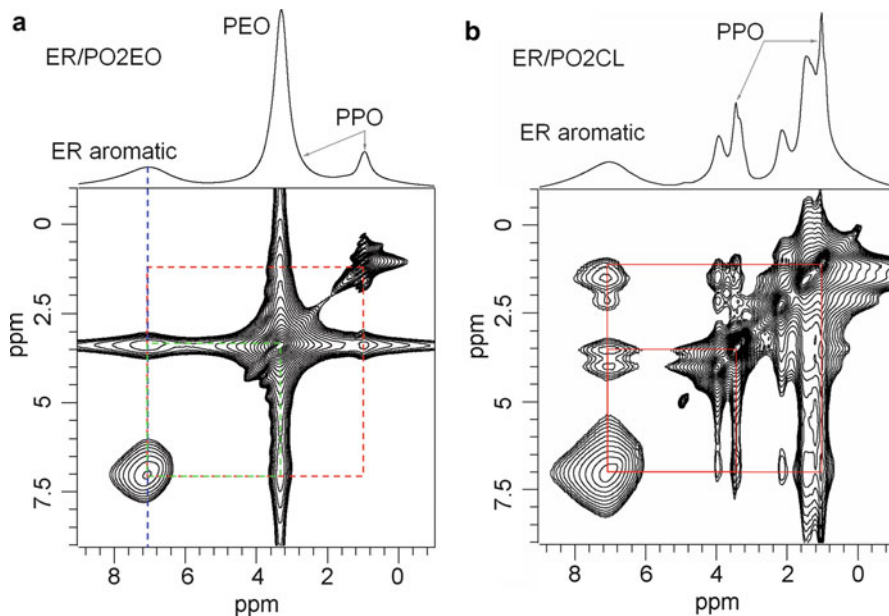 a
PEO
ER/PO2EO
PPO
ER aromatic
0
2.5
5
7.5
ppm
8
6
4
2
0
ppm
b
PPO
ER/PO2CL
ER aromatic
0
2.5
5
7.5
ppm
8
6
4
2
0
ppm